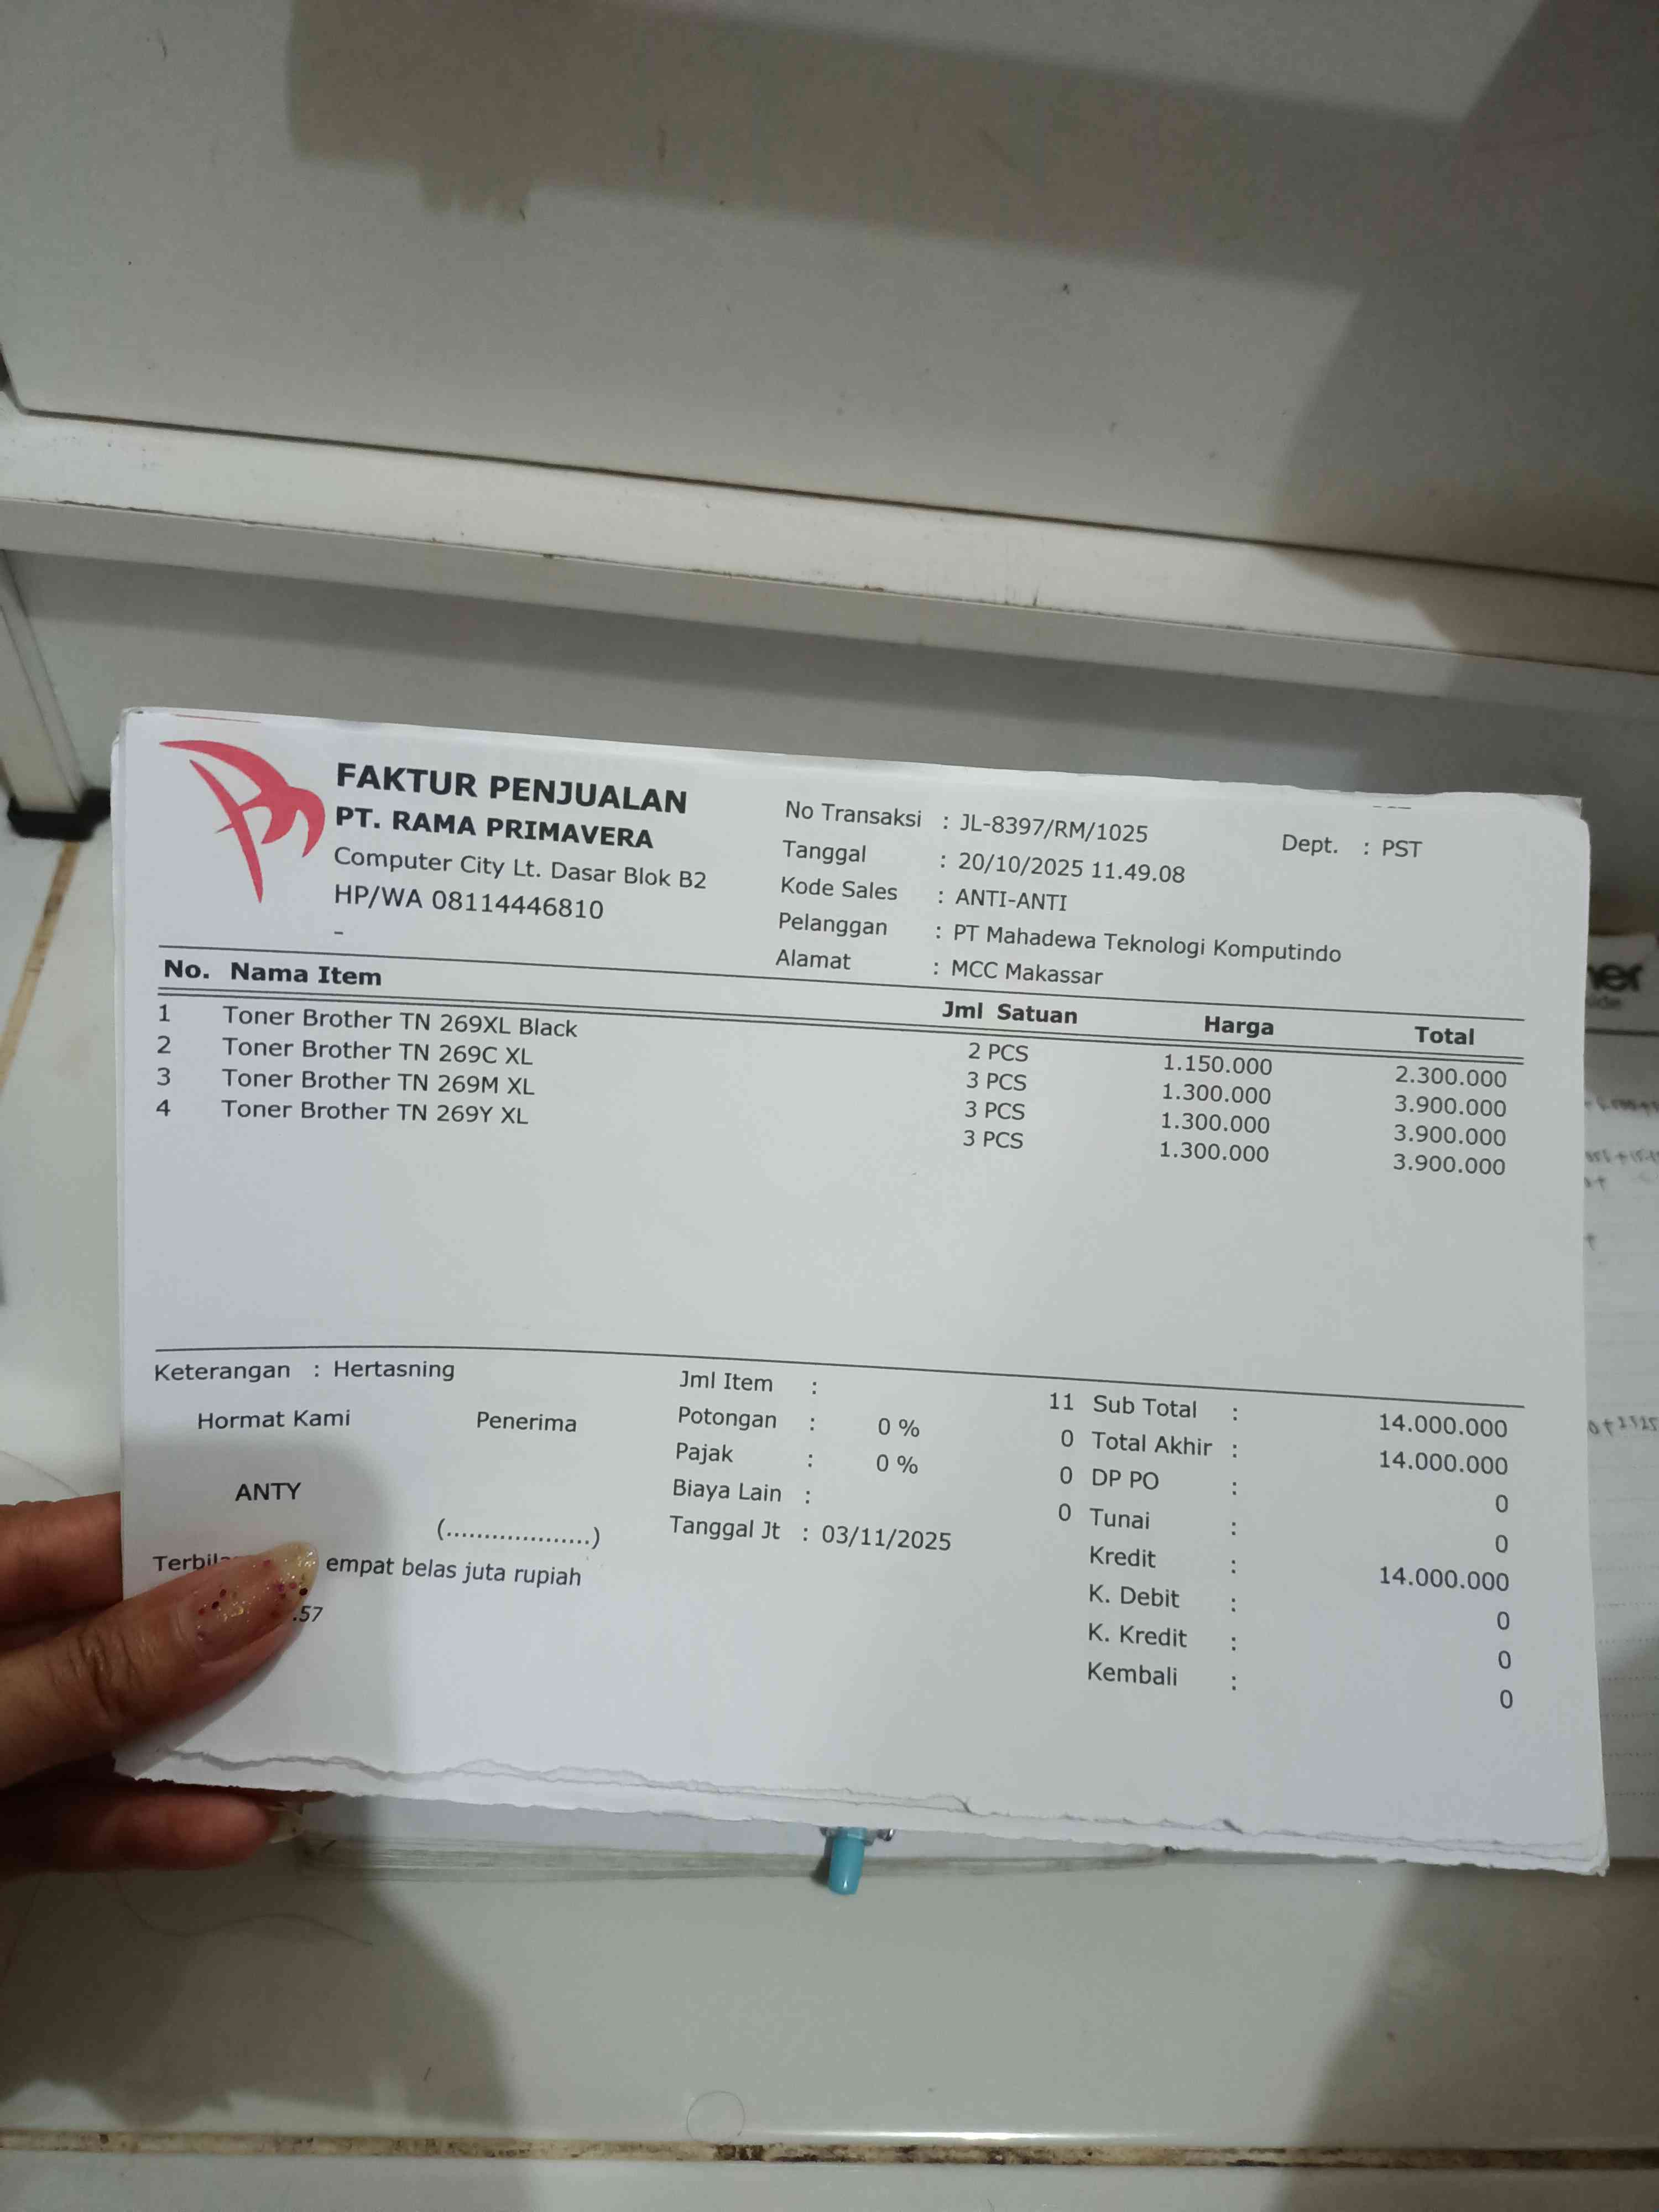 FAKTUR PENJUALAN
PT. RAMA PRIMAVERA
Computer City Lt. Dasar Blok B2
HP/WA 08114446810
-
No Transaksi : JL-8397/RM/1025
Dept. : PST
Tanggal : 20/10/2025 11.49.08
Kode Sales : ANTI-ANTI
Pelanggan : PT Mahadewa Teknologi Komputindo
Alamat : MCC Makassar
No. Nama Item Jml Satuan Harga Total
1 Toner Brother TN 269XL Black 2 PCS 1.150.000 2.300.000
2 Toner Brother TN 269C XL 3 PCS 1.300.000 3.900.000
3 Toner Brother TN 269M XL 3 PCS 1.300.000 3.900.000
4 Toner Brother TN 269Y XL 3 PCS 1.300.000 3.900.000
Keterangan : Hertasning
Hormat Kami Penerima
ANTY
(...................)
empat belas juta rupiah
.57
Jml Item : 11
Potongan : 0 % 0
Pajak : 0 % 0
Biaya Lain : 0
Tanggal Jt : 03/11/2025
Sub Total : 14.000.000
Total Akhir : 14.000.000
DP PO : 0
Tunai : 0
Kredit : 14.000.000
K. Debit : 0
K. Kredit : 0
Kembali : 0